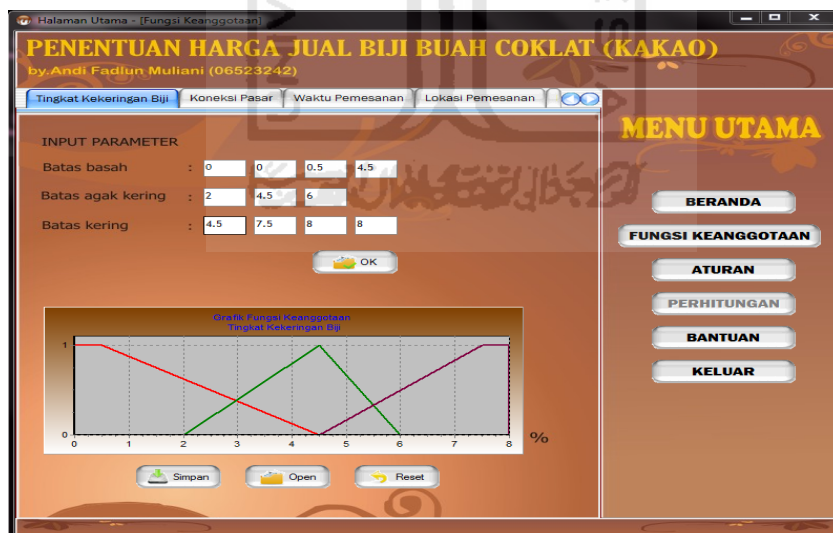 Halaman Utama - [Fungsi Keanggotaan]
PENENTUAN HARGA JUAL BIJI BUAH COKLAT (KAKAO)
by.Andi Fadlun Muliani (06523242)
Tingkat Kekeringan Biji Koneksi Pasar Waktu Pemesanan Lokasi Pemesanan
INPUT PARAMETER
Batas basah : 0 0 0.5 4.5
Batas agak kering : 2 4.5 6
Batas kering : 4.5 7.5 8 8
OK
Grafik Fungsi Keanggotaan
Tingkat Kekeringan Biji
1
0
0 1 2 3 4 5 6 7 8 %
Simpan Open Reset
MENU UTAMA
BERANDA
FUNGSI KEANGGOTAAN
ATURAN
PERHITUNGAN
BANTUAN
KELUAR